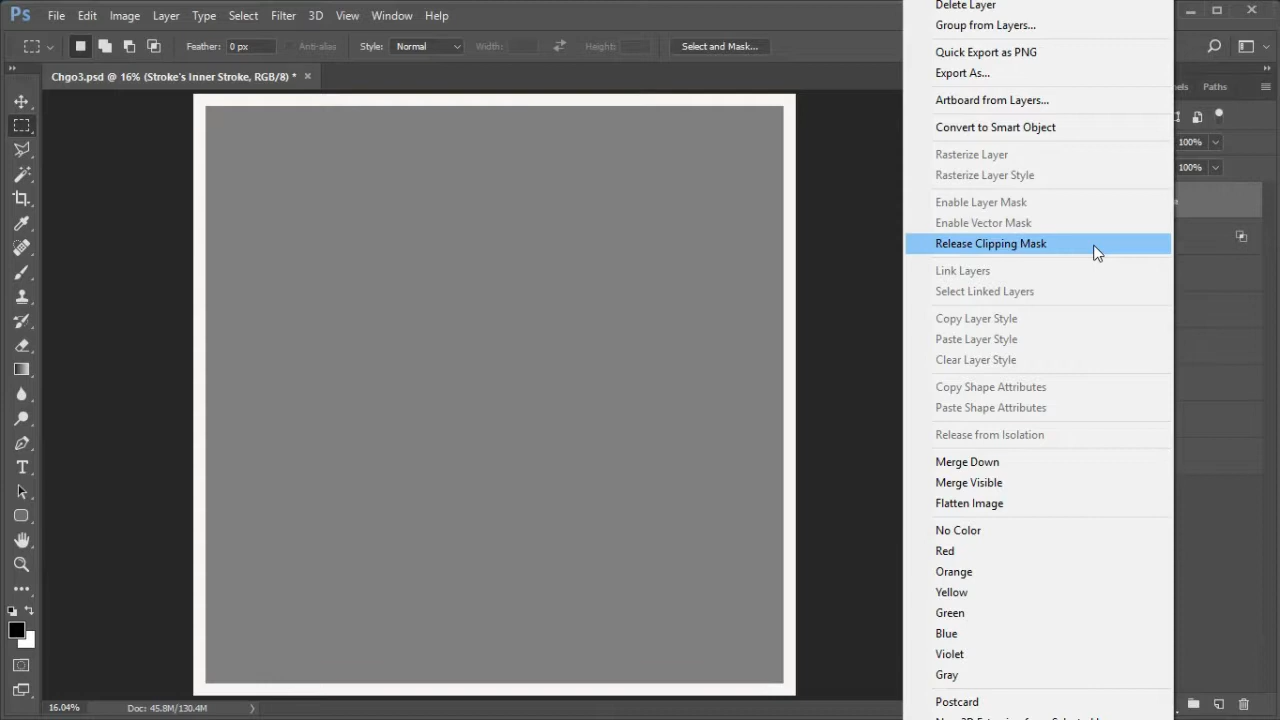 Ps File Edit Image Layer Type Select Filter 3D View Window Help
Feather: 0 px Anti-alias Style: Normal Width: Height: Select and Mask...
Chgo3.psd @ 16% (Stroke's Inner Stroke, RGB/8) * ×
Paths
100%
100%
Delete Layer
Group from Layers...
Quick Export as PNG
Export As...
Artboard from Layers...
Convert to Smart Object
Rasterize Layer
Rasterize Layer Style
Enable Layer Mask
Enable Vector Mask
Release Clipping Mask
Link Layers
Select Linked Layers
Copy Layer Style
Paste Layer Style
Clear Layer Style
Copy Shape Attributes
Paste Shape Attributes
Release from Isolation
Merge Down
Merge Visible
Flatten Image
No Color
Red
Orange
Yellow
Green
Blue
Violet
Gray
Postcard
16.04% Doc: 45.8M/130.4M